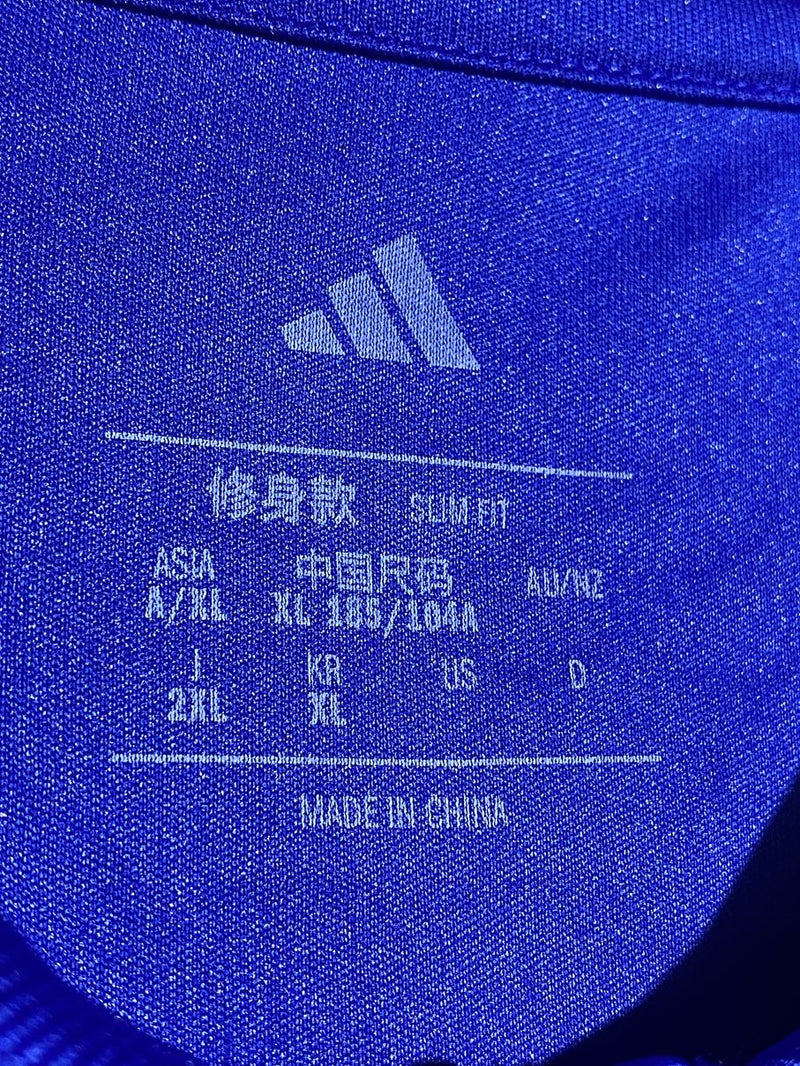 修身款 SLIM FIT
ASIA 中国尺码 AU/NZ
A/XL XL 185/104A
J KR US D
2XL XL
MADE IN CHINA